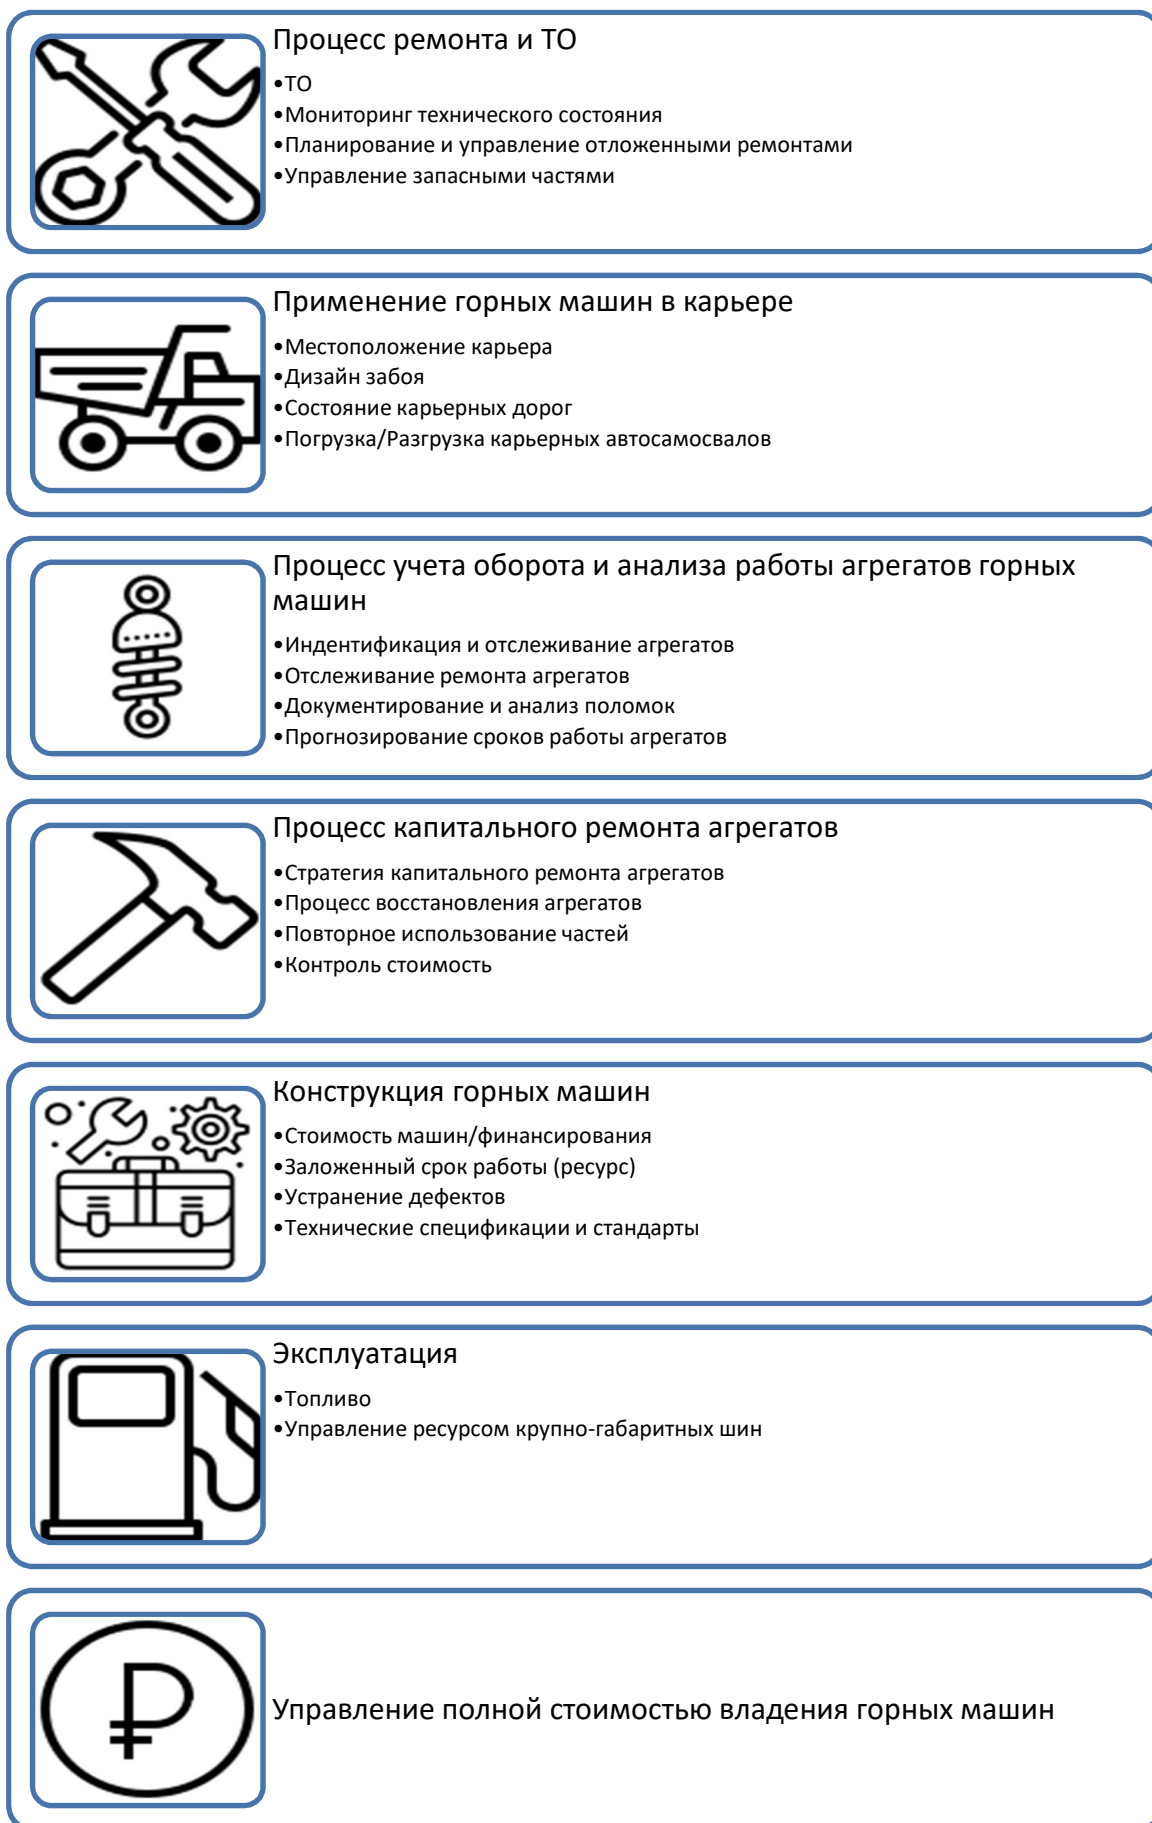 Процесс ремонта и ТО
•ТО
•Мониторинг технического состояния
•Планирование и управление отложенными ремонтами
•Управление запасными частями
Применение горных машин в карьере
•Местоположение карьера
•Дизайн забоя
•Состояние карьерных дорог
•Погрузка/Разгрузка карьерных автосамосвалов
Процесс учета оборота и анализа работы агрегатов горных
машин
•Индентификация и отслеживание агрегатов
•Отслеживание ремонта агрегатов
•Документирование и анализ поломок
•Прогнозирование сроков работы агрегатов
Процесс капитального ремонта агрегатов
•Стратегия капитального ремонта агрегатов
•Процесс восстановления агрегатов
•Повторное использование частей
•Контроль стоимость
Конструкция горных машин
•Стоимость машин/финансирования
•Заложенный срок работы (ресурс)
•Устранение дефектов
•Технические спецификации и стандарты
Эксплуатация
•Топливо
•Управление ресурсом крупно-габаритных шин
Управление полной стоимостью владения горных машин